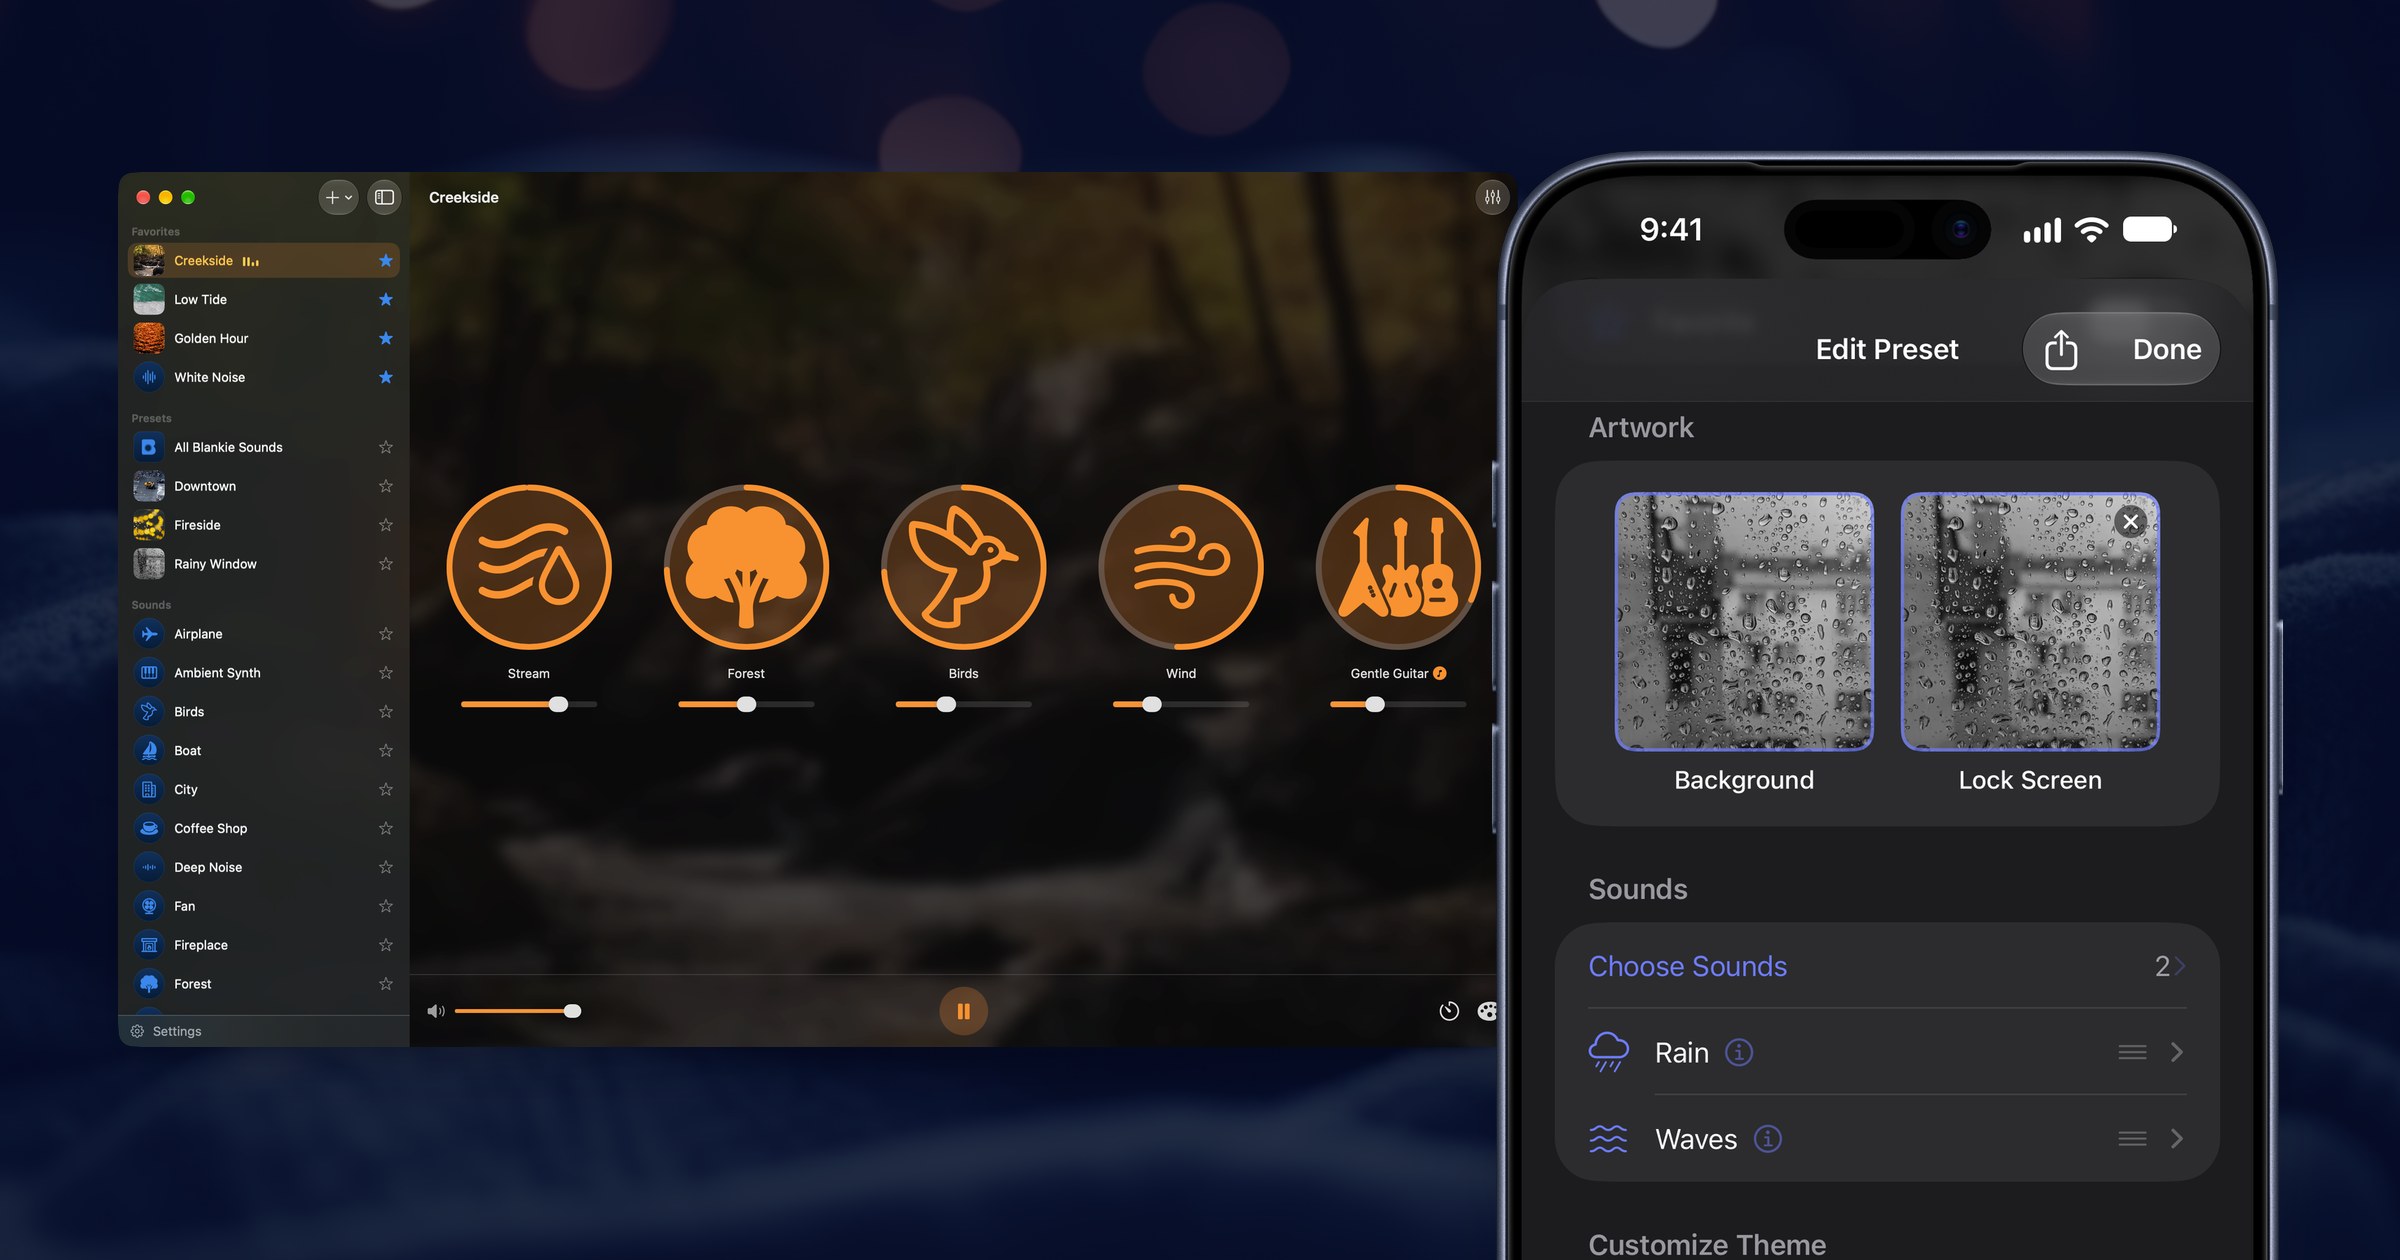 Creekside
Favorites
Creekside
Low Tide
Golden Hour
White Noise
Presets
All Blankie Sounds
Downtown
Fireside
Rainy Window
Sounds
Airplane
Ambient Synth
Birds
Boat
City
Coffee Shop
Deep Noise
Fan
Fireplace
Forest
Settings
Stream
Forest
Birds
Wind
Gentle Guitar
9:41
Edit Preset
Done
Artwork
Background
Lock Screen
Sounds
Choose Sounds
2
Rain
Waves
Customize Theme